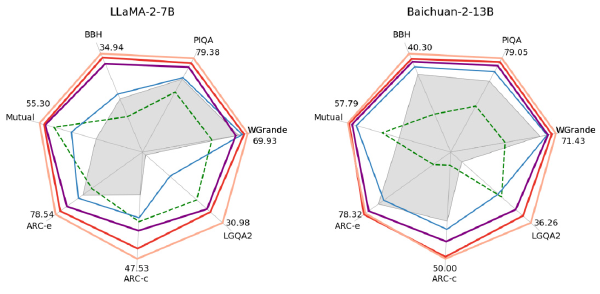 LLaMA-2-7B
BBH
34.94
PIQA
79.38
55.30
Mutual
WGrande
69.93
78.54
ARC-e
30.98
LGQA2
47.53
ARC-c
Baichuan-2-13B
BBH
40.30
PIQA
79.05
57.79
Mutual
WGrande
71.43
78.32
ARC-e
36.26
LGQA2
50.00
ARC-c